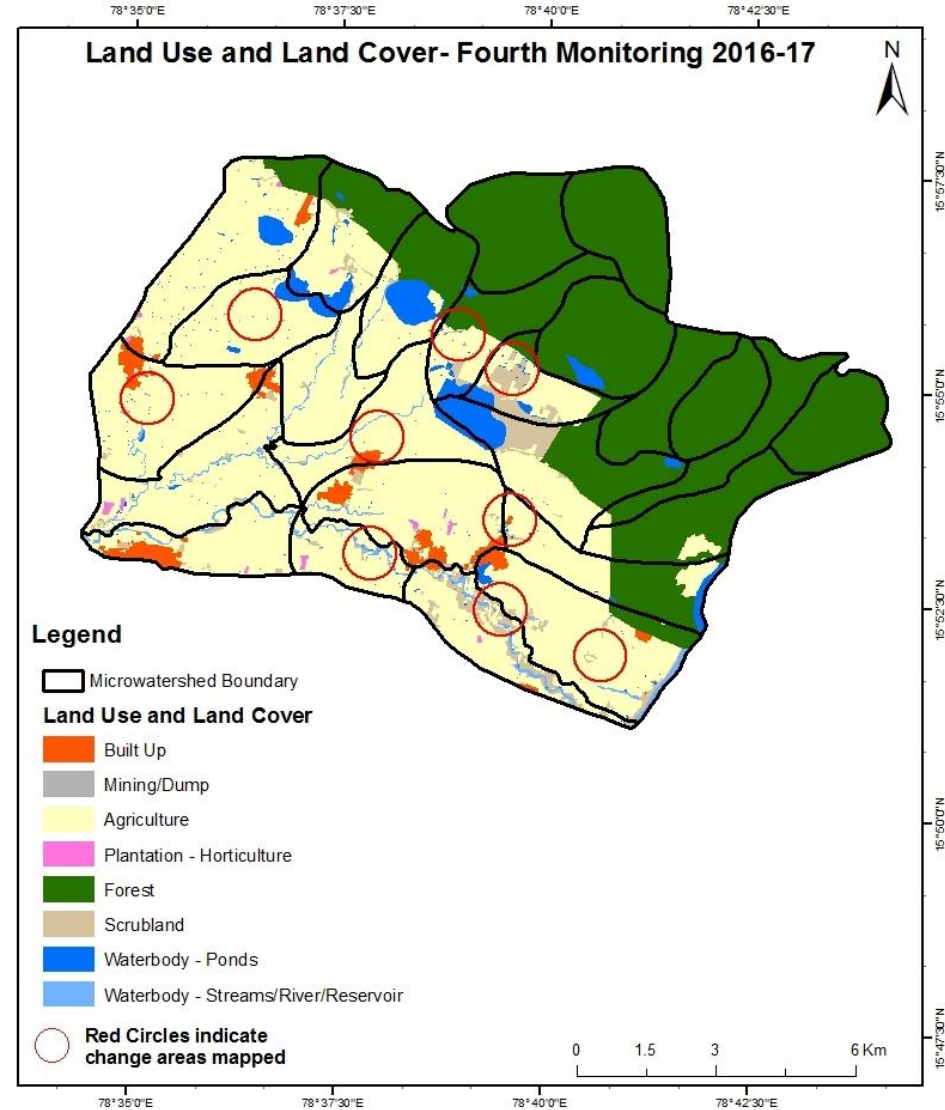 78°35'0"E 78°37'30"E 78°40'0"E 78°42'30"E
Land Use and Land Cover- Fourth Monitoring 2016-17
N
15°57'30"N
15°55'0"N
15°52'30"N
15°50'0"N
15°47'30"N
Legend
Microwatershed Boundary
Land Use and Land Cover
Built Up
Mining/Dump
Agriculture
Plantation - Horticulture
Forest
Scrubland
Waterbody - Ponds
Waterbody - Streams/River/Reservoir
Red Circles indicate
change areas mapped
0 1.5 3 6 Km
78°35'0"E 78°37'30"E 78°40'0"E 78°42'30"E